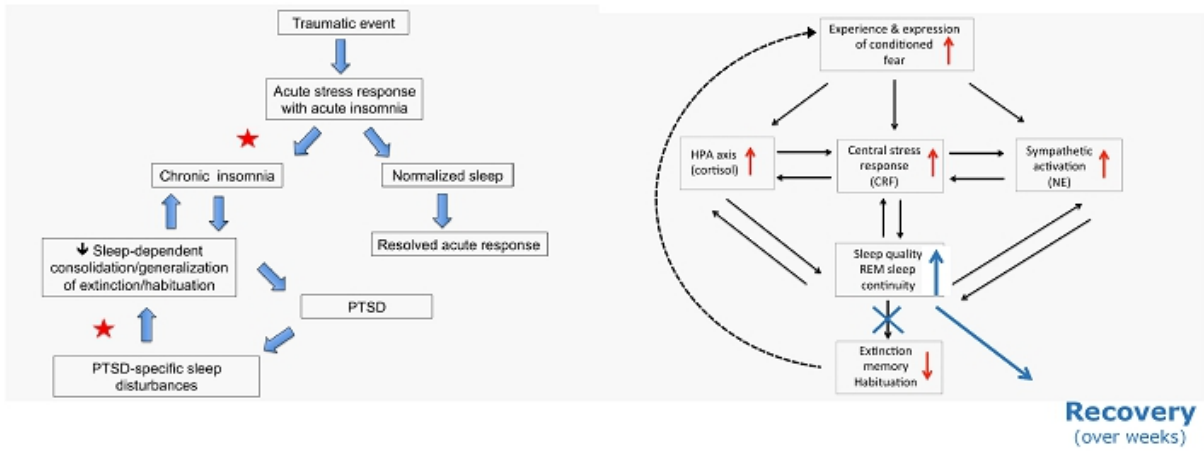 Traumatic event
Acute stress response
with acute insomnia
Chronic insomnia
Normalized sleep
Sleep-dependent
consolidation/generalization
of extinction/habituation
Resolved acute response
PTSD
PTSD-specific sleep
disturbances
Experience & expression
of conditioned
fear
HPA axis
(cortisol)
Central stress
response
(CRF)
Sympathetic
activation
(NE)
Sleep quality
REM sleep
continuity
Extinction
memory
Habituation
Recovery
(over weeks)